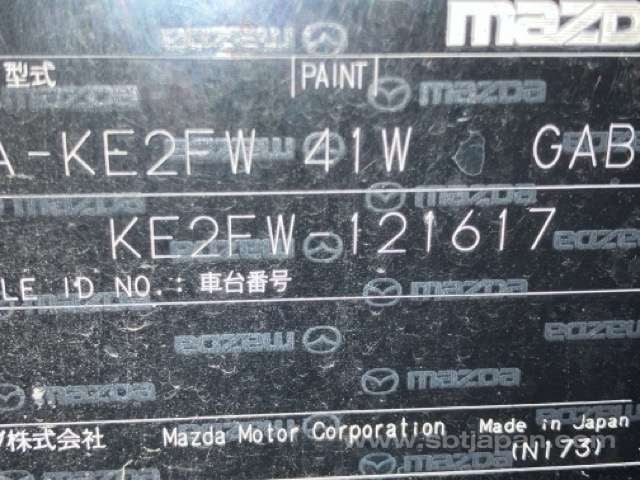 mazda
型式 PAINT
A-KE2FW 41W GAB
KE2FW-121617
LE ID NO.: 車台番号
株式会社 Mazda Motor Corporation Made in Japan
www.sbtjapan.com
(N173)